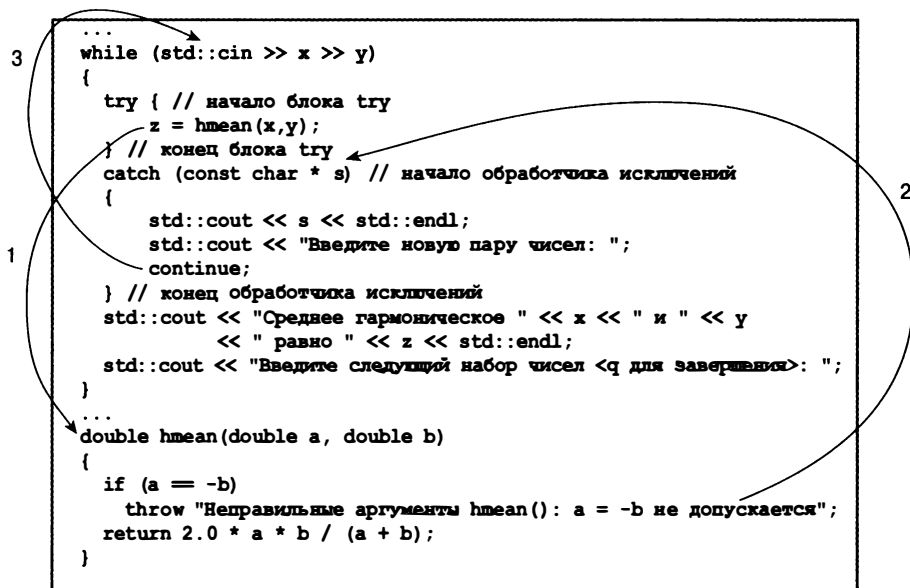 ...
while (std::cin >> x >> y)
3
{
try { // начало блока try
z = hmean(x,y);
} // конец блока try
catch (const char * s) // начало обработчика исключений
2
{
std::cout << s << std::endl;
std::cout << "Введите новую пару чисел: ";
1
continue;
} // конец обработчика исключений
std::cout << "Среднее гармоническое " << x << " и " << y
<< " равно " << z << std::endl;
std::cout << "Введите следующий набор чисел <q для завершения>: ";
}
...
double hmean(double a, double b)
{
if (a == -b)
throw "Неправильные аргументы hmean(): a = -b не допускается";
return 2.0 * a * b / (a + b);
}